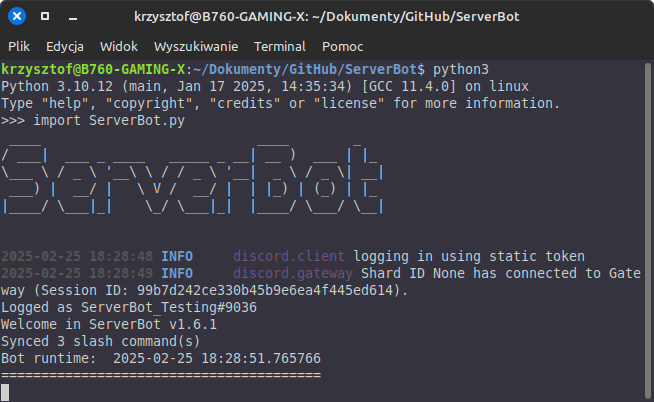 krzysztof@B760-GAMING-X: ~/Dokumenty/GitHub/ServerBot
Plik Edycja Widok Wyszukiwanie Terminal Pomoc
krzysztof@B760-GAMING-X:~/Dokumenty/GitHub/ServerBot$ python3
Python 3.10.12 (main, Jan 17 2025, 14:35:34) [GCC 11.4.0] on linux
Type "help", "copyright", "credits" or "license" for more information.
>>> import ServerBot.py
ServerBot
2025-02-25 18:28:48 INFO     discord.client logging in using static token
2025-02-25 18:28:49 INFO     discord.gateway Shard ID None has connected to Gate
way (Session ID: 99b7d242ce330b45b9e6ea4f445ed614).
Logged as ServerBot_Testing#9036
Welcome in ServerBot v1.6.1
Synced 3 slash command(s)
Bot runtime:  2025-02-25 18:28:51.765766
========================================